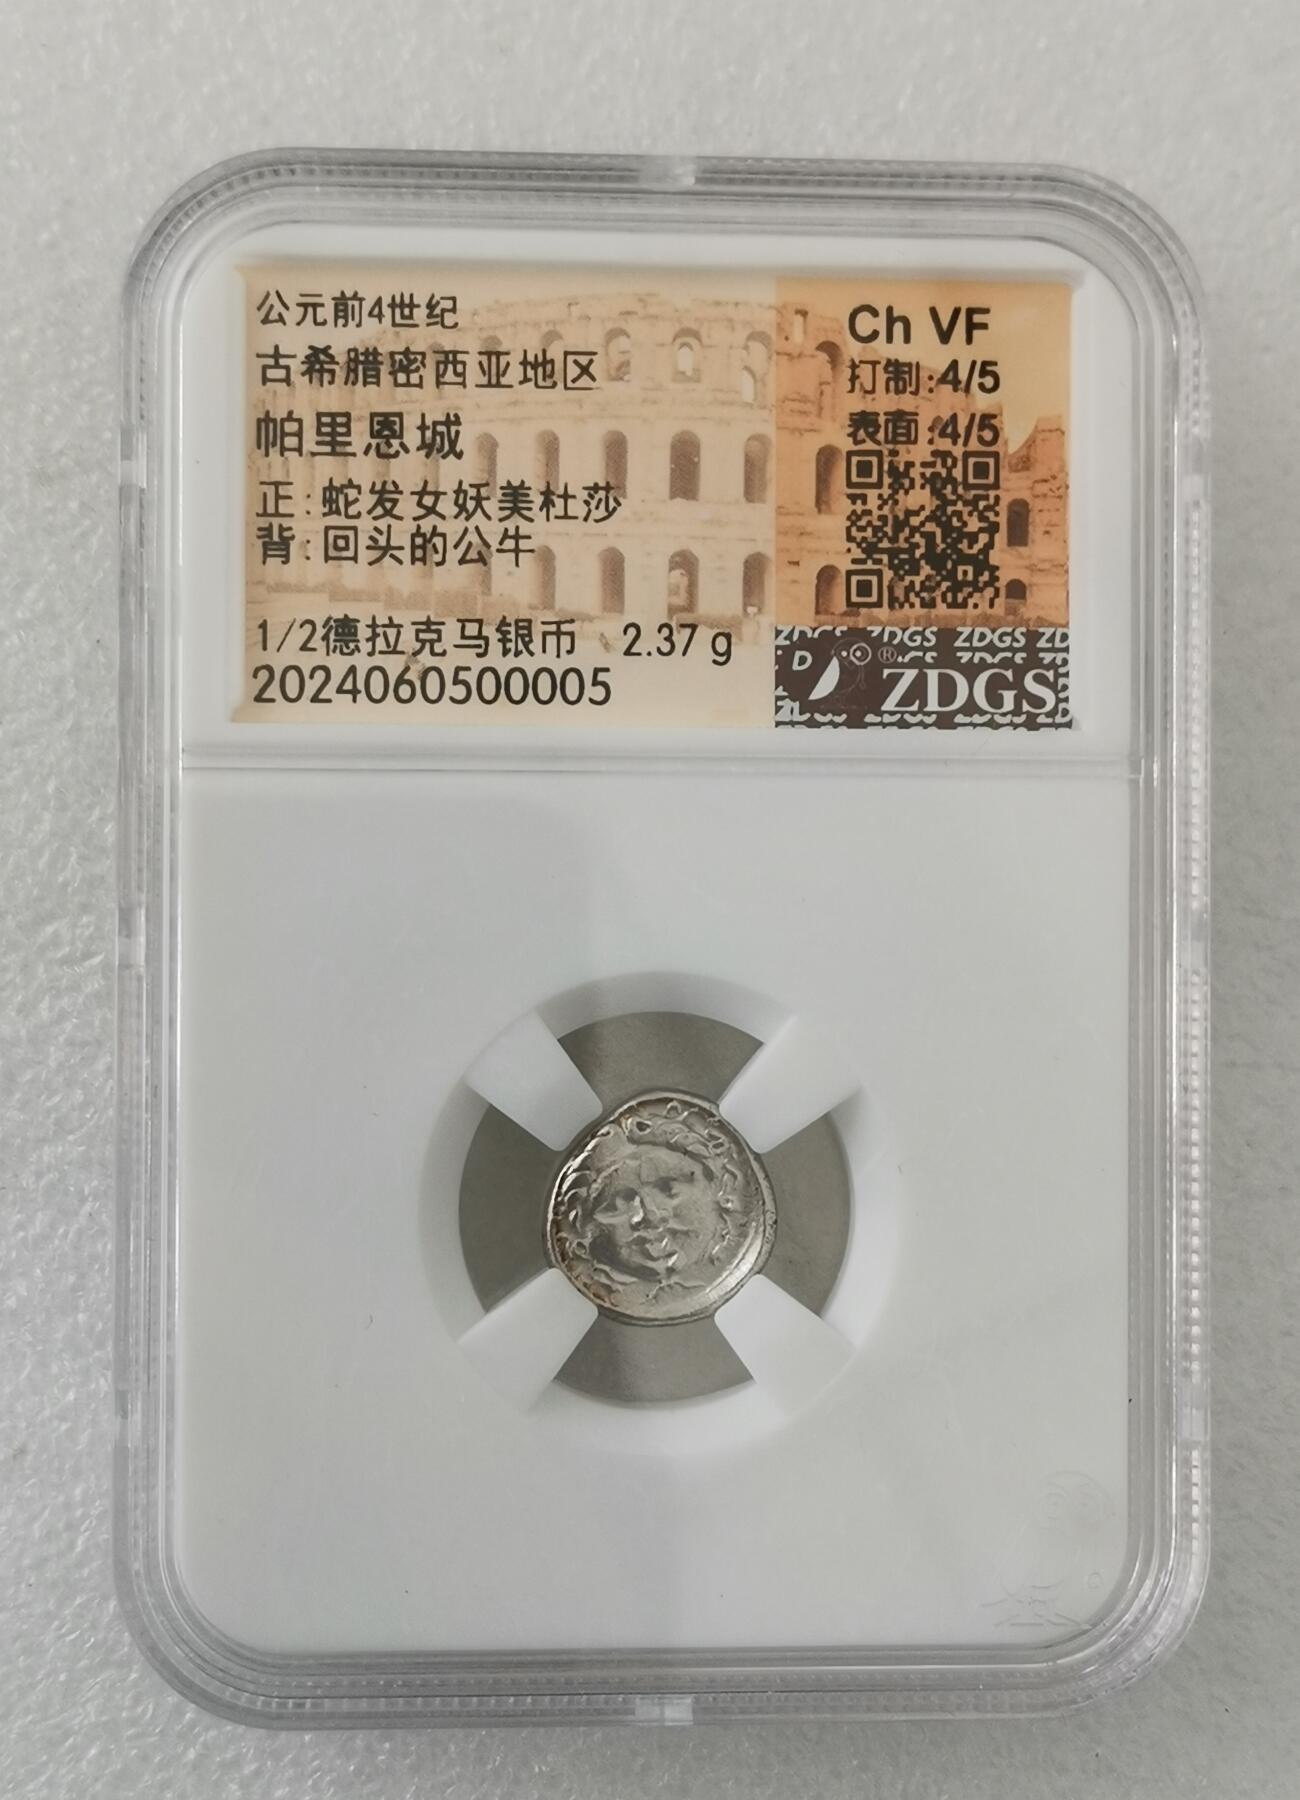 公元前4世纪
古希腊密西亚地区
帕里恩城
正:蛇发女妖美杜莎
背:回头的公牛
1/2德拉克马银币 2.37 g
2024060500005
Ch VF
打制:4/5
表面:4/5
ZDGS ZDGS ZDGS ZD
ZDGS®